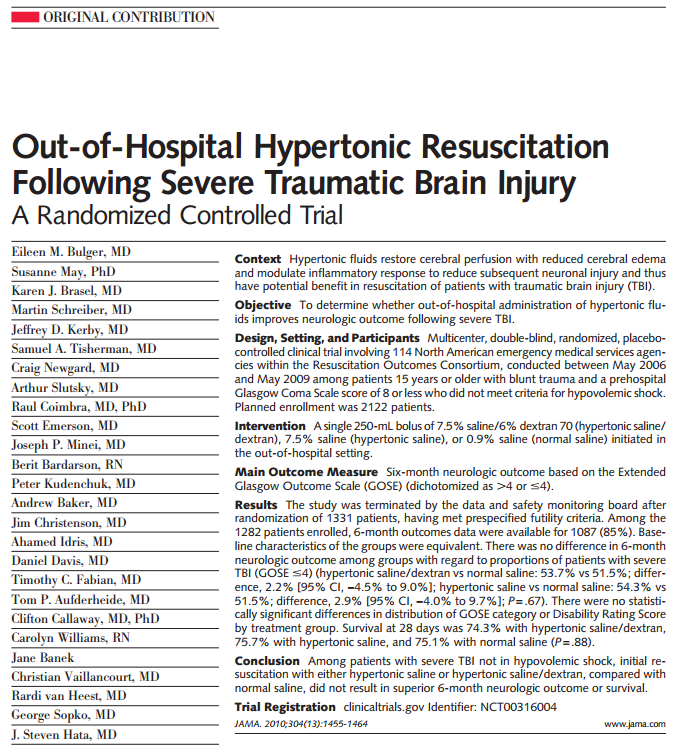 ORIGINAL CONTRIBUTION
Out-of-Hospital Hypertonic Resuscitation
Following Severe Traumatic Brain Injury
A Randomized Controlled Trial
Eileen M. Bulger, MD
Susanne May, PhD
Karen J. Brasel, MD
Martin Schreiber, MD
Jeffrey D. Kerby, MD
Samuel A. Tisherman, MD
Craig Newgard, MD
Arthur Slutsky, MD
Raul Coimbra, MD, PhD
Scott Emerson, MD
Joseph P. Minei, MD
Berit Bardarson, RN
Peter Kudenchuk, MD
Andrew Baker, MD
Jim Christenson, MD
Ahamed Idris, MD
Daniel Davis, MD
Timothy C. Fabian, MD
Tom P. Aufderheide, MD
Clifton Callaway, MD, PhD
Carolyn Williams, RN
Jane Banek
Christian Vaillancourt, MD
Rardi van Heest, MD
George Sopko, MD
J. Steven Hata, MD
Context Hypertonic fluids restore cerebral perfusion with reduced cerebral edema
and modulate inflammatory response to reduce subsequent neuronal injury and thus
have potential benefit in resuscitation of patients with traumatic brain injury (TBI).
Objective To determine whether out-of-hospital administration of hypertonic flu-
ids improves neurologic outcome following severe TBI.
Design, Setting, and Participants Multicenter, double-blind, randomized, placebo-
controlled clinical trial involving 114 North American emergency medical services agen-
cies within the Resuscitation Outcomes Consortium, conducted between May 2006
and May 2009 among patients 15 years or older with blunt trauma and a prehospital
Glasgow Coma Scale score of 8 or less who did not meet criteria for hypovolemic shock.
Planned enrollment was 2122 patients.
Intervention A single 250-mL bolus of 7.5% saline/6% dextran 70 (hypertonic saline/
dextran), 7.5% saline (hypertonic saline), or 0.9% saline (normal saline) initiated in
the out-of-hospital setting.
Main Outcome Measure Six-month neurologic outcome based on the Extended
Glasgow Outcome Scale (GOSE) (dichotomized as >4 or ≤4).
Results The study was terminated by the data and safety monitoring board after
randomization of 1331 patients, having met prespecified futility criteria. Among the
1282 patients enrolled, 6-month outcomes data were available for 1087 (85%). Base-
line characteristics of the groups were equivalent. There was no difference in 6-month
neurologic outcome among groups with regard to proportions of patients with severe
TBI (GOSE ≤4) (hypertonic saline/dextran vs normal saline: 53.7% vs 51.5%; differ-
ence, 2.2% [95% CI, −4.5% to 9.0%]; hypertonic saline vs normal saline: 54.3% vs
51.5%; difference, 2.9% [95% CI, −4.0% to 9.7%]; P=.67). There were no statisti-
cally significant differences in distribution of GOSE category or Disability Rating Score
by treatment group. Survival at 28 days was 74.3% with hypertonic saline/dextran,
75.7% with hypertonic saline, and 75.1% with normal saline (P=.88).
Conclusion Among patients with severe TBI not in hypovolemic shock, initial re-
suscitation with either hypertonic saline or hypertonic saline/dextran, compared with
normal saline, did not result in superior 6-month neurologic outcome or survival.
Trial Registration clinicaltrials.gov Identifier: NCT00316004
JAMA. 2010;304(13):1455-1464 www.jama.com